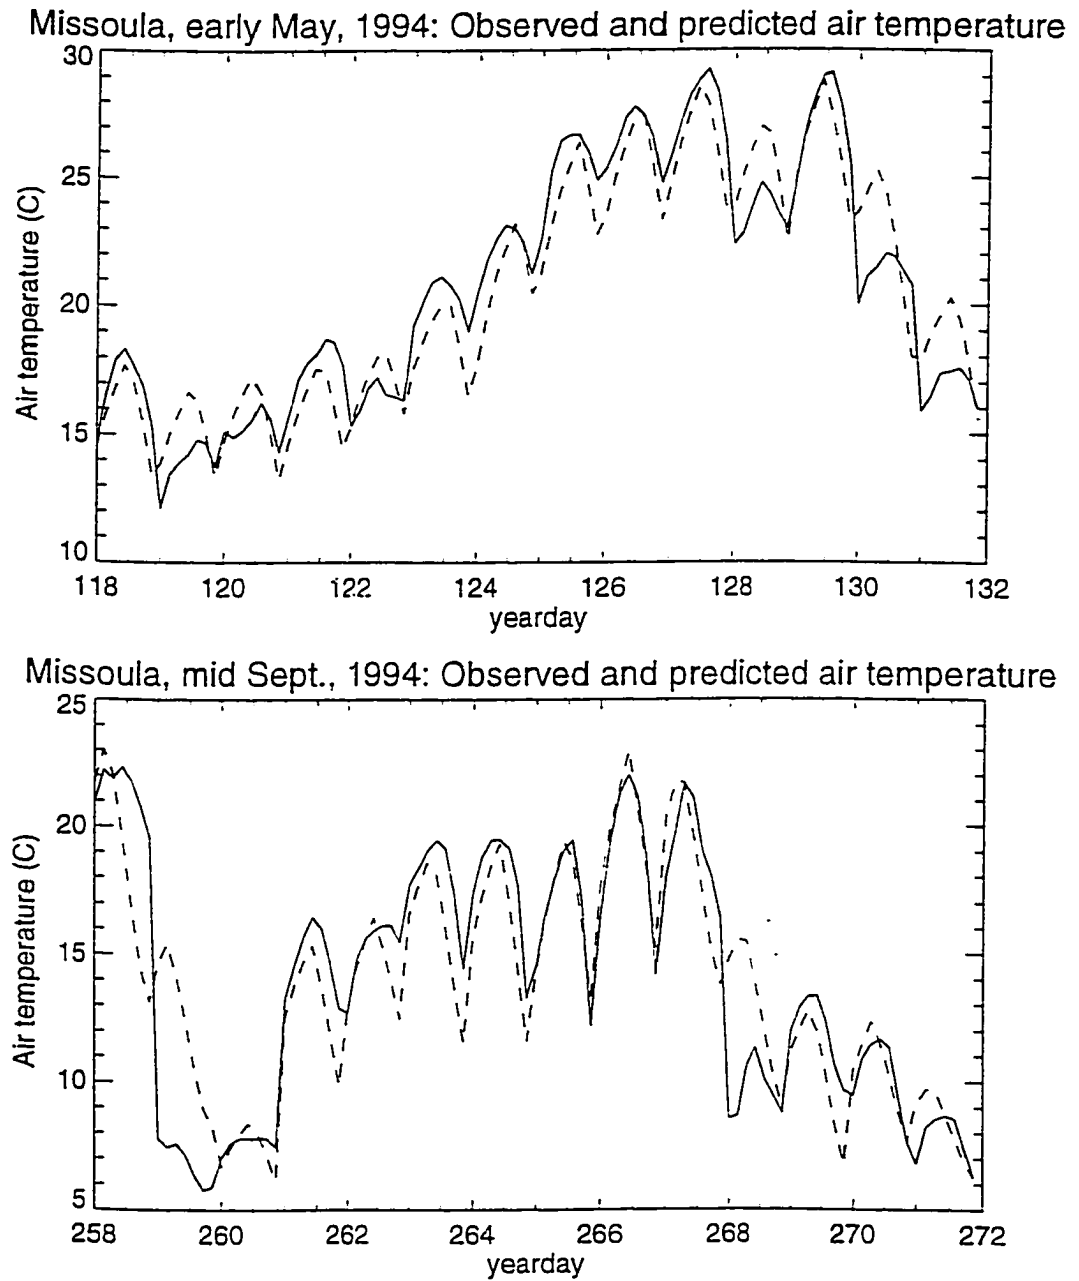 Missoula, early May, 1994: Observed and predicted air temperature
30
25
20
15
10
Air temperature (C)
118 120 122 124 126 128 130 132
yearday
Missoula, mid Sept., 1994: Observed and predicted air temperature
25
20
15
10
5
Air temperature (C)
258 260 262 264 266 268 270 272
yearday